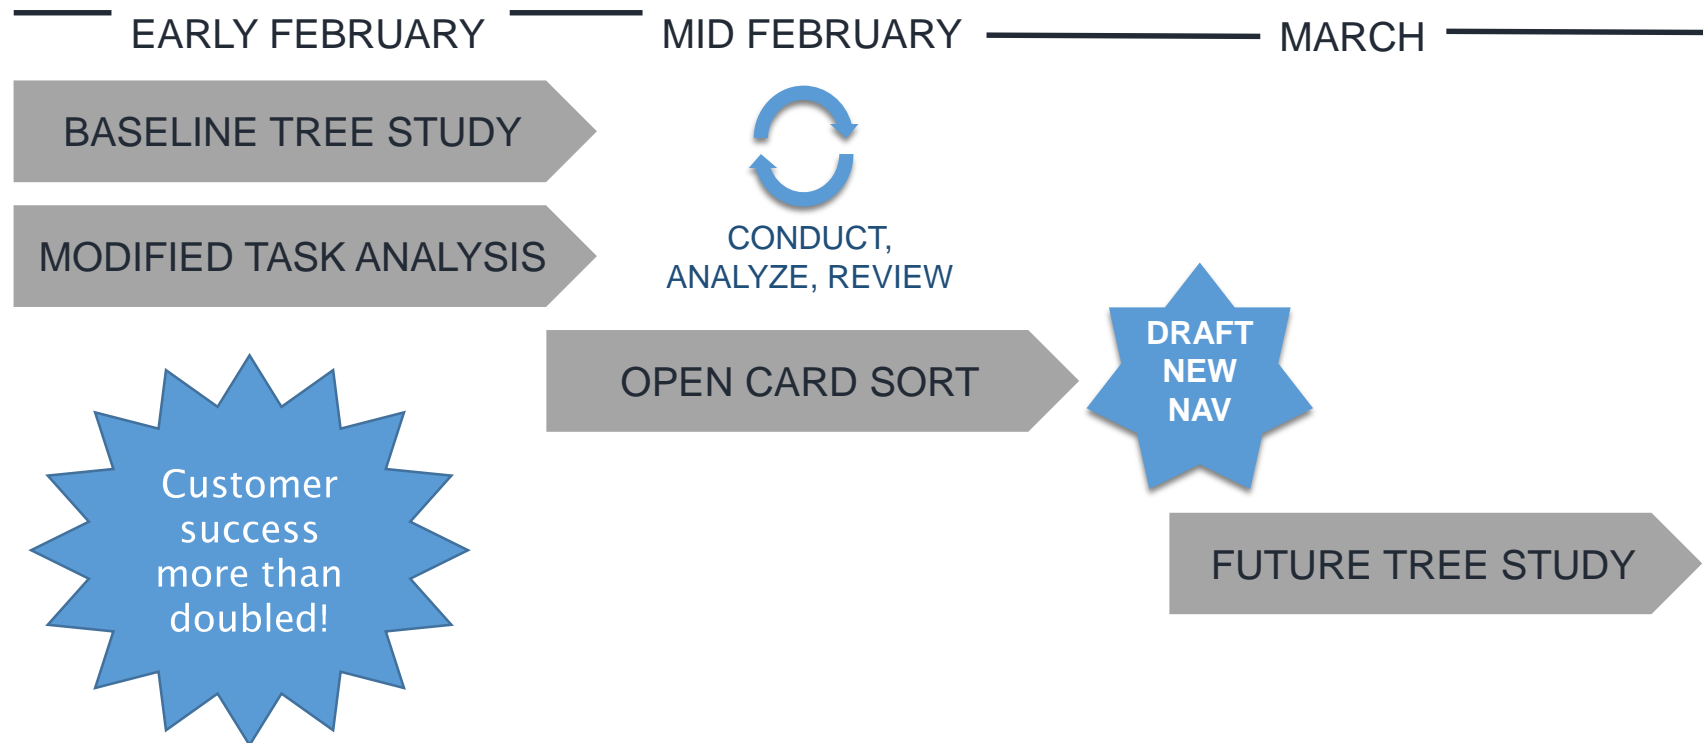 EARLY FEBRUARY
MID FEBRUARY
MARCH
BASELINE TREE STUDY
MODIFIED TASK ANALYSIS
CONDUCT,
ANALYZE, REVIEW
OPEN CARD SORT
DRAFT
NEW
NAV
Customer
success
more than
doubled!
FUTURE TREE STUDY